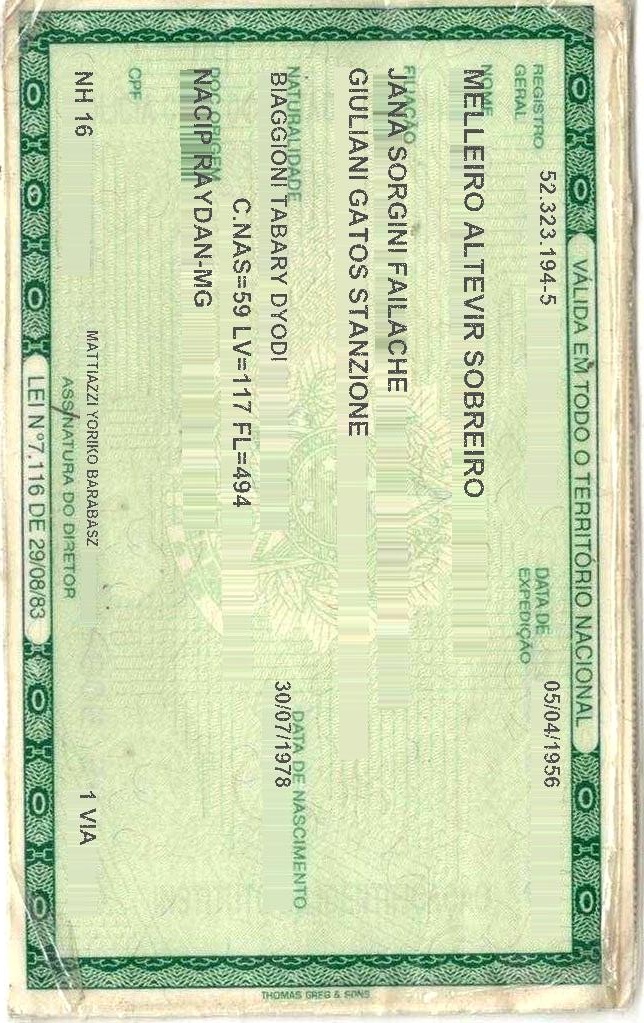 VÁLIDA EM TODO O TERRITÓRIO NACIONAL
REGISTRO GERAL 52.323.194-5 DATA DE EXPEDIÇÃO 05/04/1956
NOME
MELLEIRO ALTEVIR SOBREIRO
FILIAÇÃO
JANA SORGINI FAILACHE
GIULIANI GATOS STANZIONE
NATURALIDADE DATA DE NASCIMENTO
BIAGGIONI TABARY DYODI 30/07/1978
DOC ORIGEM C.NAS=59 LV=117 FL=494
NACIP RAYDAN-MG
CPF
NH 16 MATTIAZZI YORIKO BARABASZ 1 VIA
ASSINATURA DO DIRETOR
LEI Nº 7.116 DE 29/08/83
THOMAS GREG & SONS